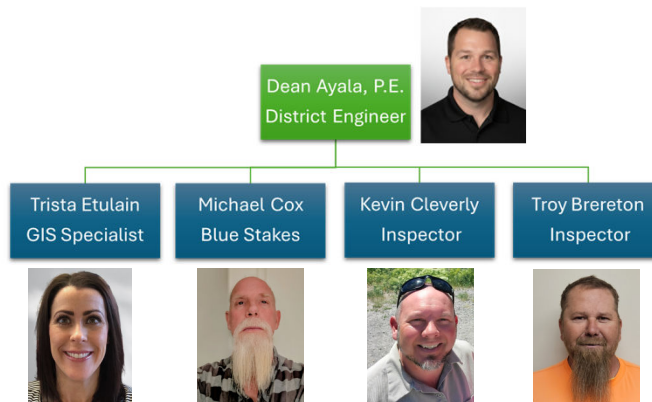 Dean Ayala, P.E.
District Engineer
Trista Etulain
GIS Specialist
Michael Cox
Blue Stakes
Kevin Cleverly
Inspector
Troy Brereton
Inspector